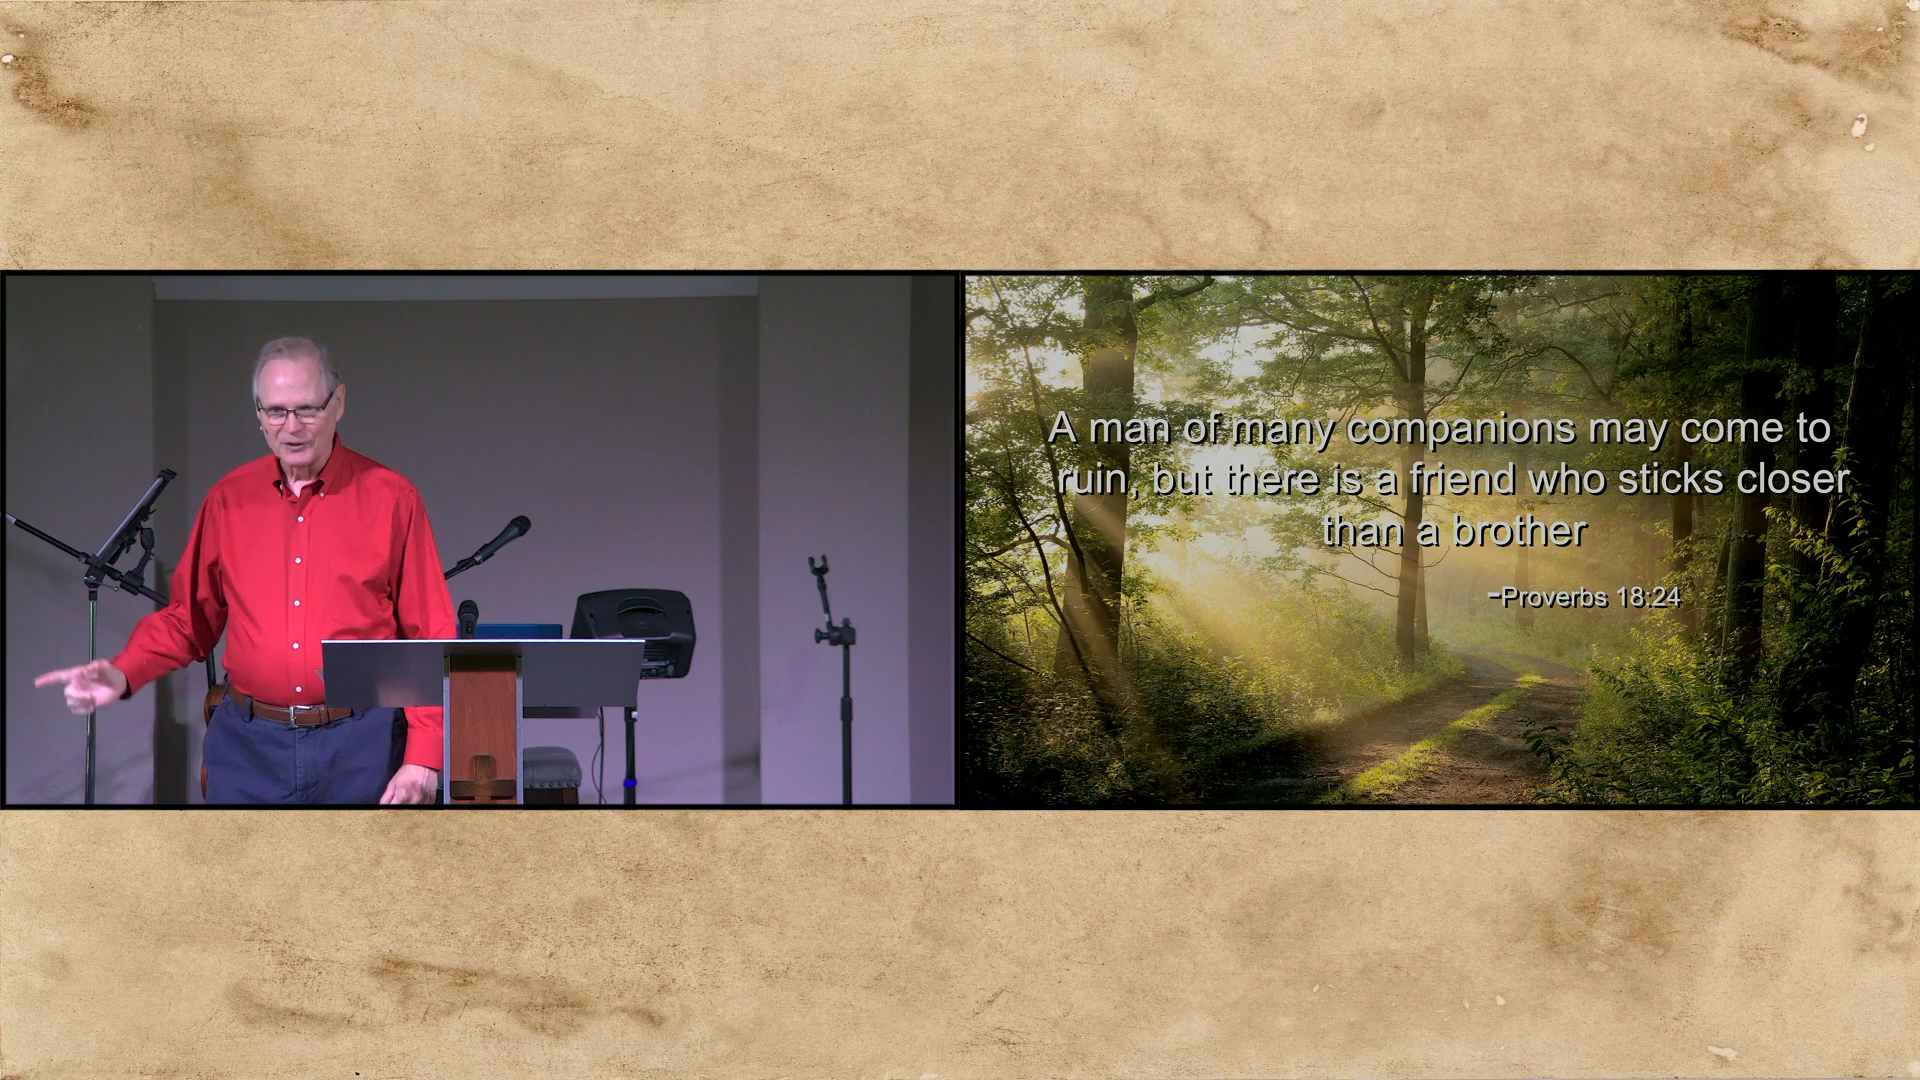 A man of many companions may come to
ruin, but there is a friend who sticks closer
than a brother
-Proverbs 18:24